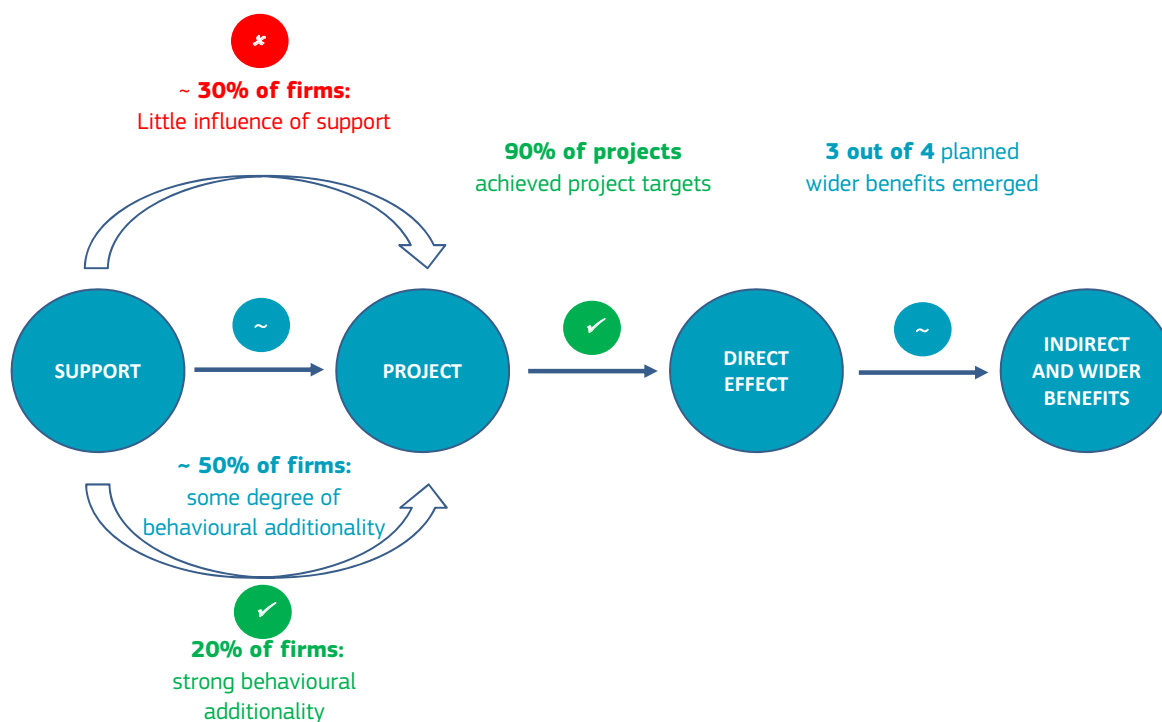 ✘
~ 30% of firms:
Little influence of support
90% of projects
achieved project targets
3 out of 4 planned
wider benefits emerged
SUPPORT
~
PROJECT
✓
DIRECT
EFFECT
~
INDIRECT
AND WIDER
BENEFITS
~ 50% of firms:
some degree of
behavioural additionality
✓
20% of firms:
strong behavioural
additionality